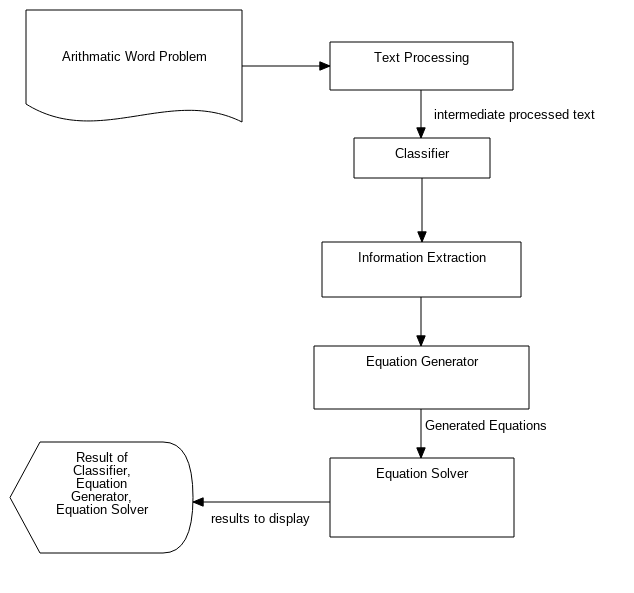 Arithmatic Word Problem
Text Processing
intermediate processed text
Classifier
Information Extraction
Equation Generator
Generated Equations
Equation Solver
results to display
Result of
Classifier,
Equation
Generator,
Equation Solver